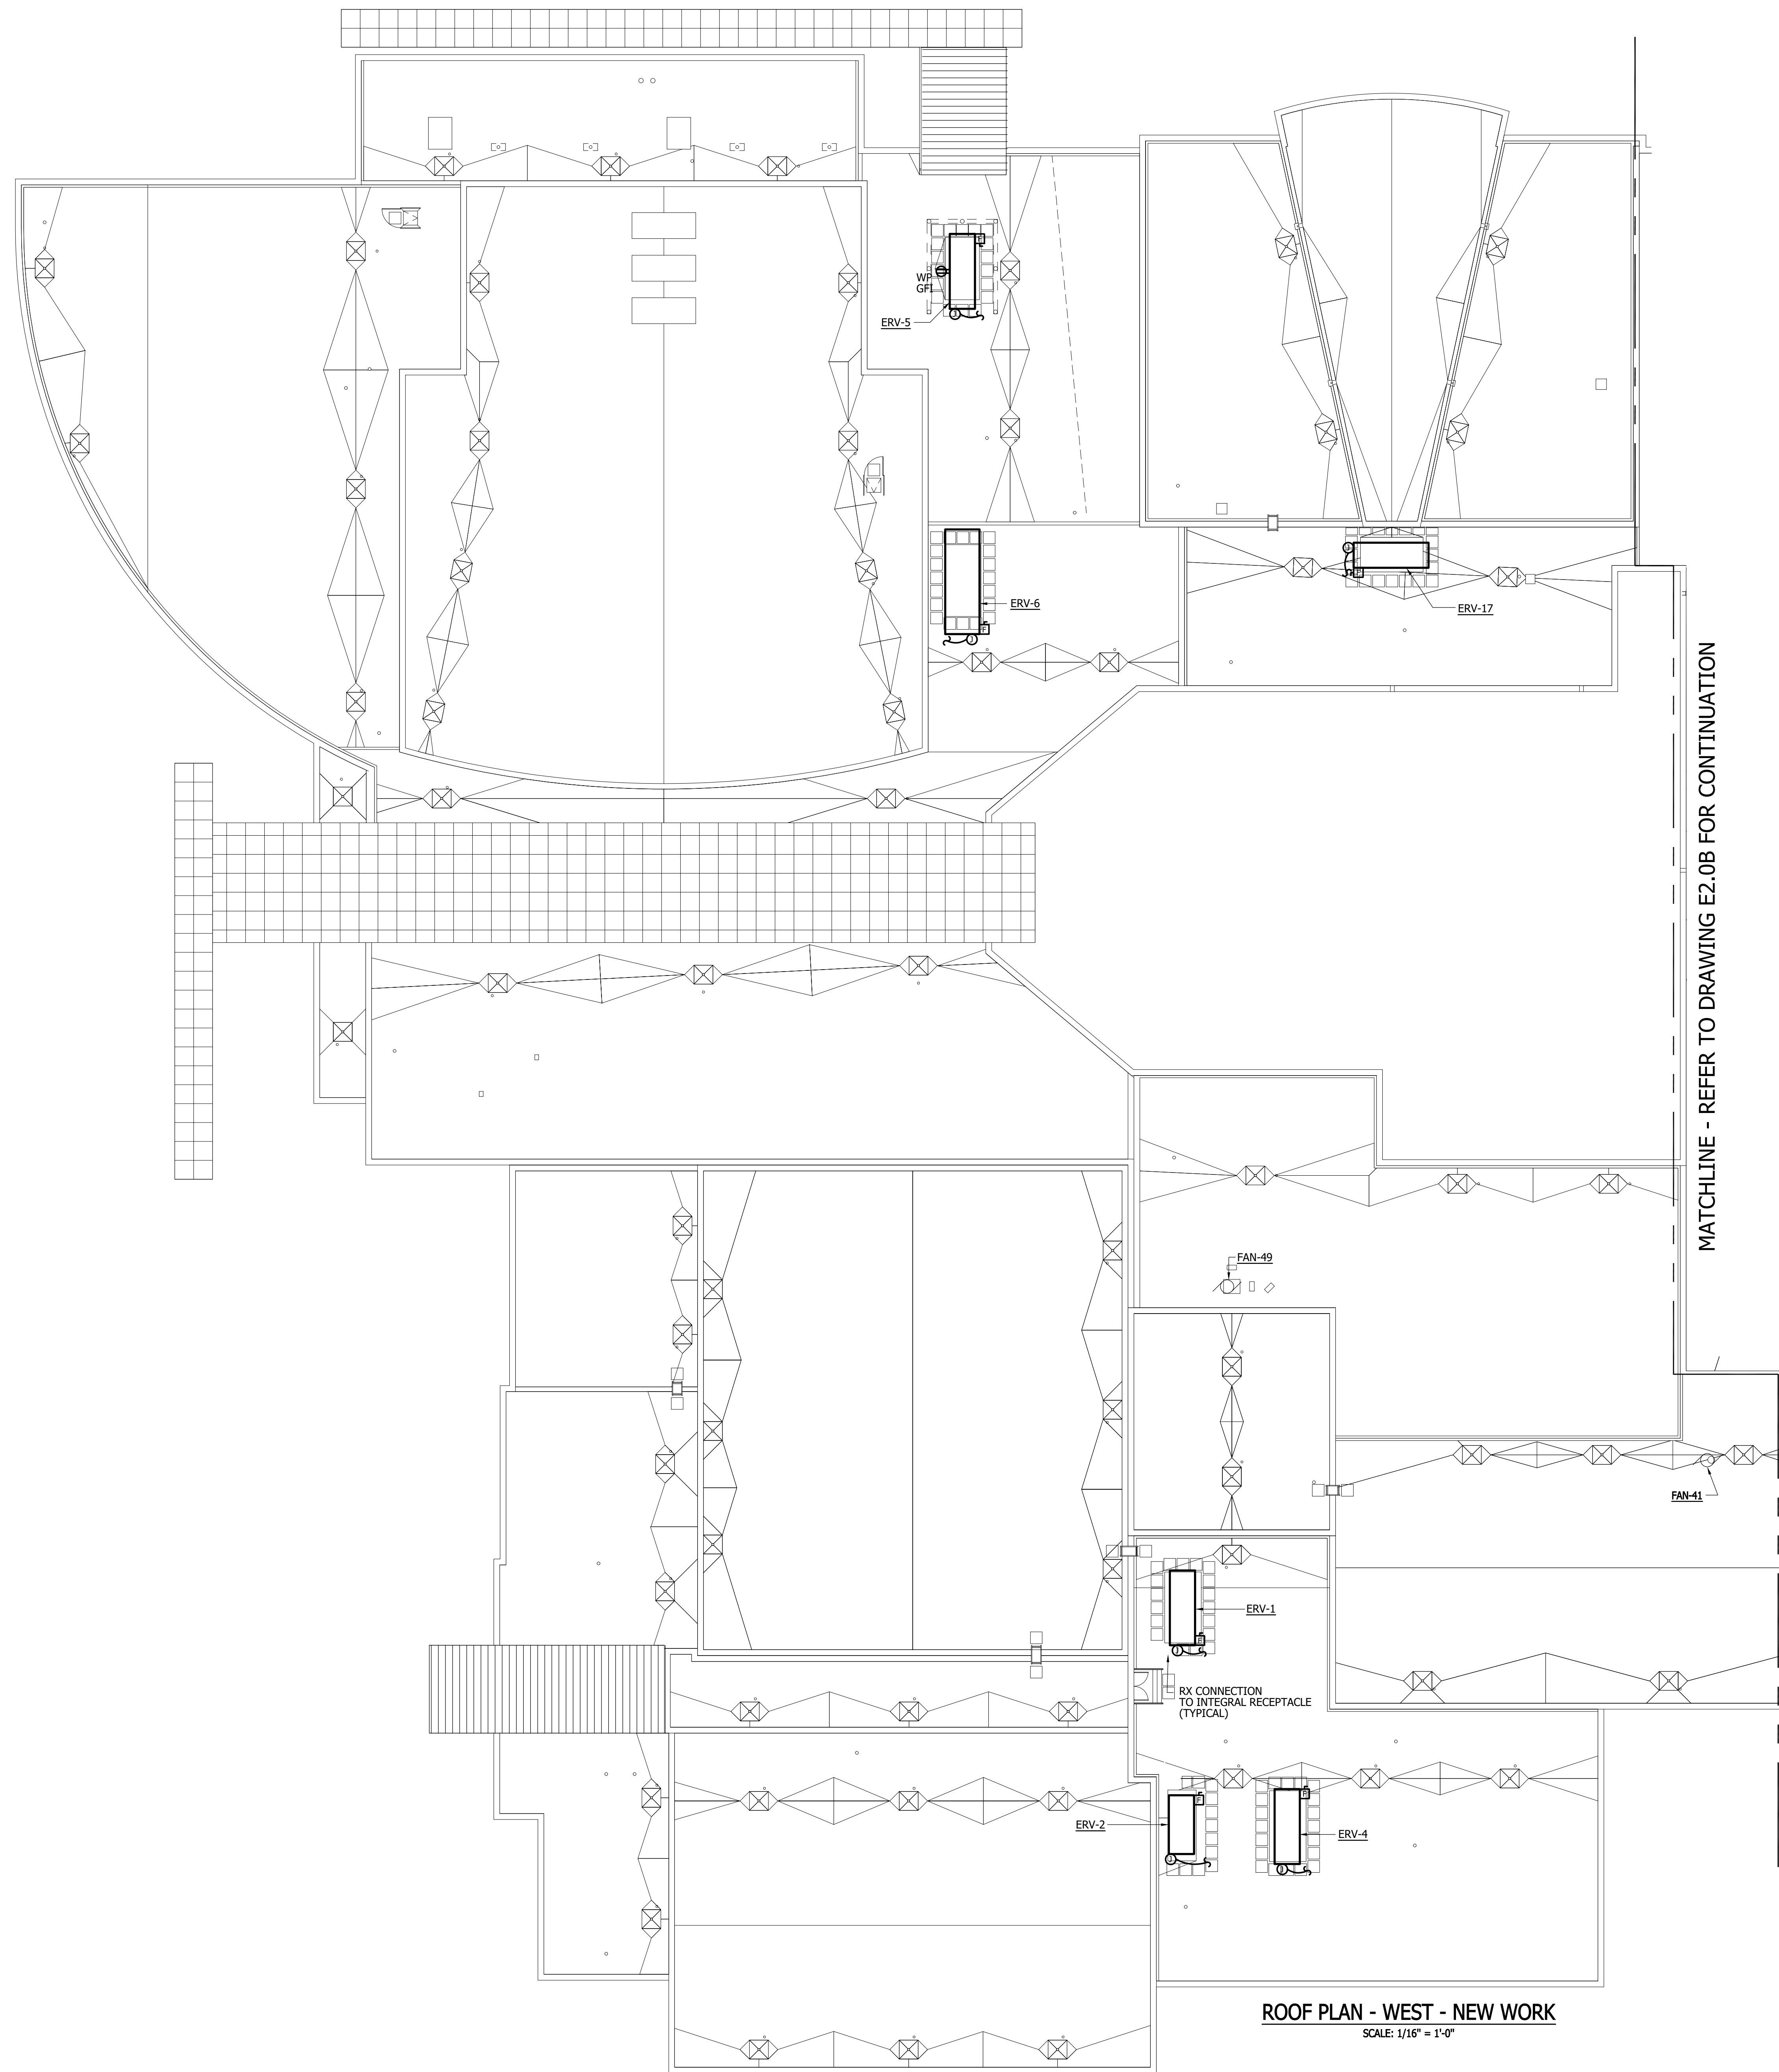 WP
GFI
F
J
ERV-5
ERV-6
F
J
J
F
ERV-17
MATCHLINE - REFER TO DRAWING E2.0B FOR CONTINUATION
FAN-49
FAN-41
ERV-1
F
J
RX CONNECTION
TO INTEGRAL RECEPTACLE
(TYPICAL)
F
F
ERV-2
ERV-4
J
J
ROOF PLAN - WEST - NEW WORK
SCALE: 1/16" = 1'-0"